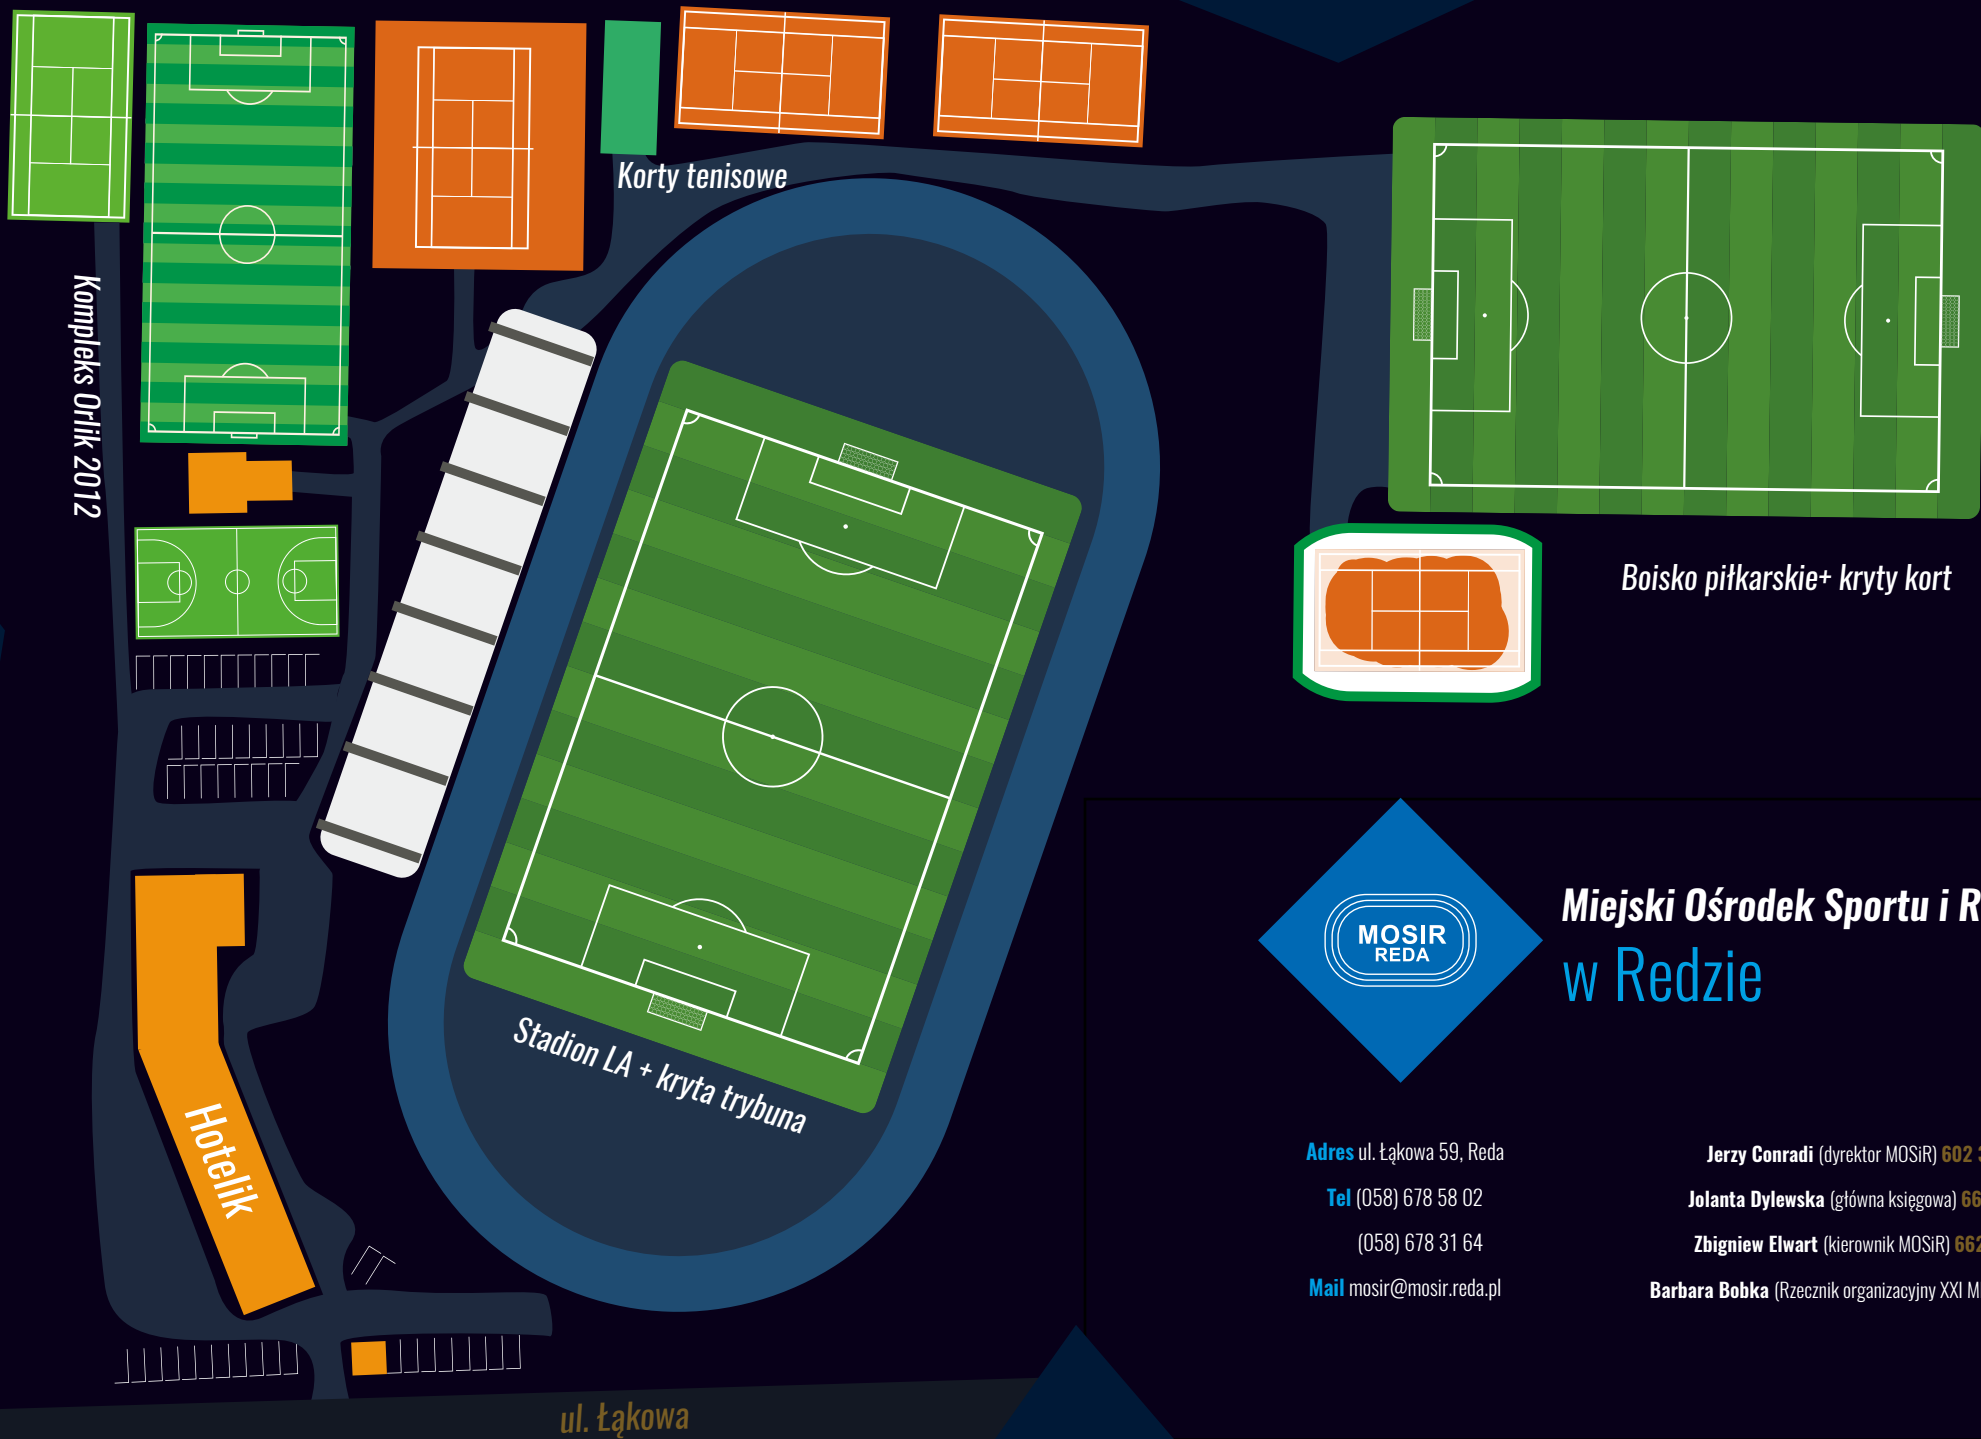 Korty tenisowe
Kompleks Orlik 2012
Boisko piłkarskie+ kryty kort
Stadion LA + kryta trybuna
Hotelik
ul. Łąkowa
MOSIR
REDA
Miejski Ośrodek Sportu i R
w Redzie
Adres ul. Łąkowa 59, Reda
Tel (058) 678 58 02
(058) 678 31 64
Mail mosir@mosir.reda.pl
Jerzy Conradi (dyrektor MOSiR) 602
Jolanta Dylewska (główna księgowa) 66
Zbigniew Elwart (kierownik MOSiR) 662
Barbara Bobka (Rzecznik organizacyjny XXI M